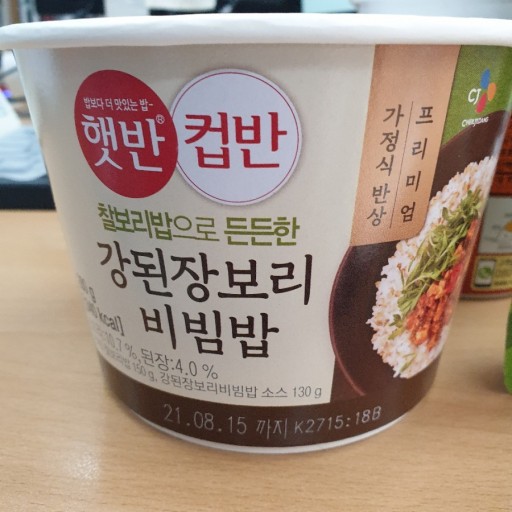 밥보다 더 맛있는 밥~
햇반®
컵반
프리미엄
가정식 반상
CJ
찰보리밥으로 든든한
강된장보리
비빔밥
kcal]
된장:4.0 %
160 g, 강된장보리비빔밥 소스 130 g
21.08.15 까지 K2715:18B